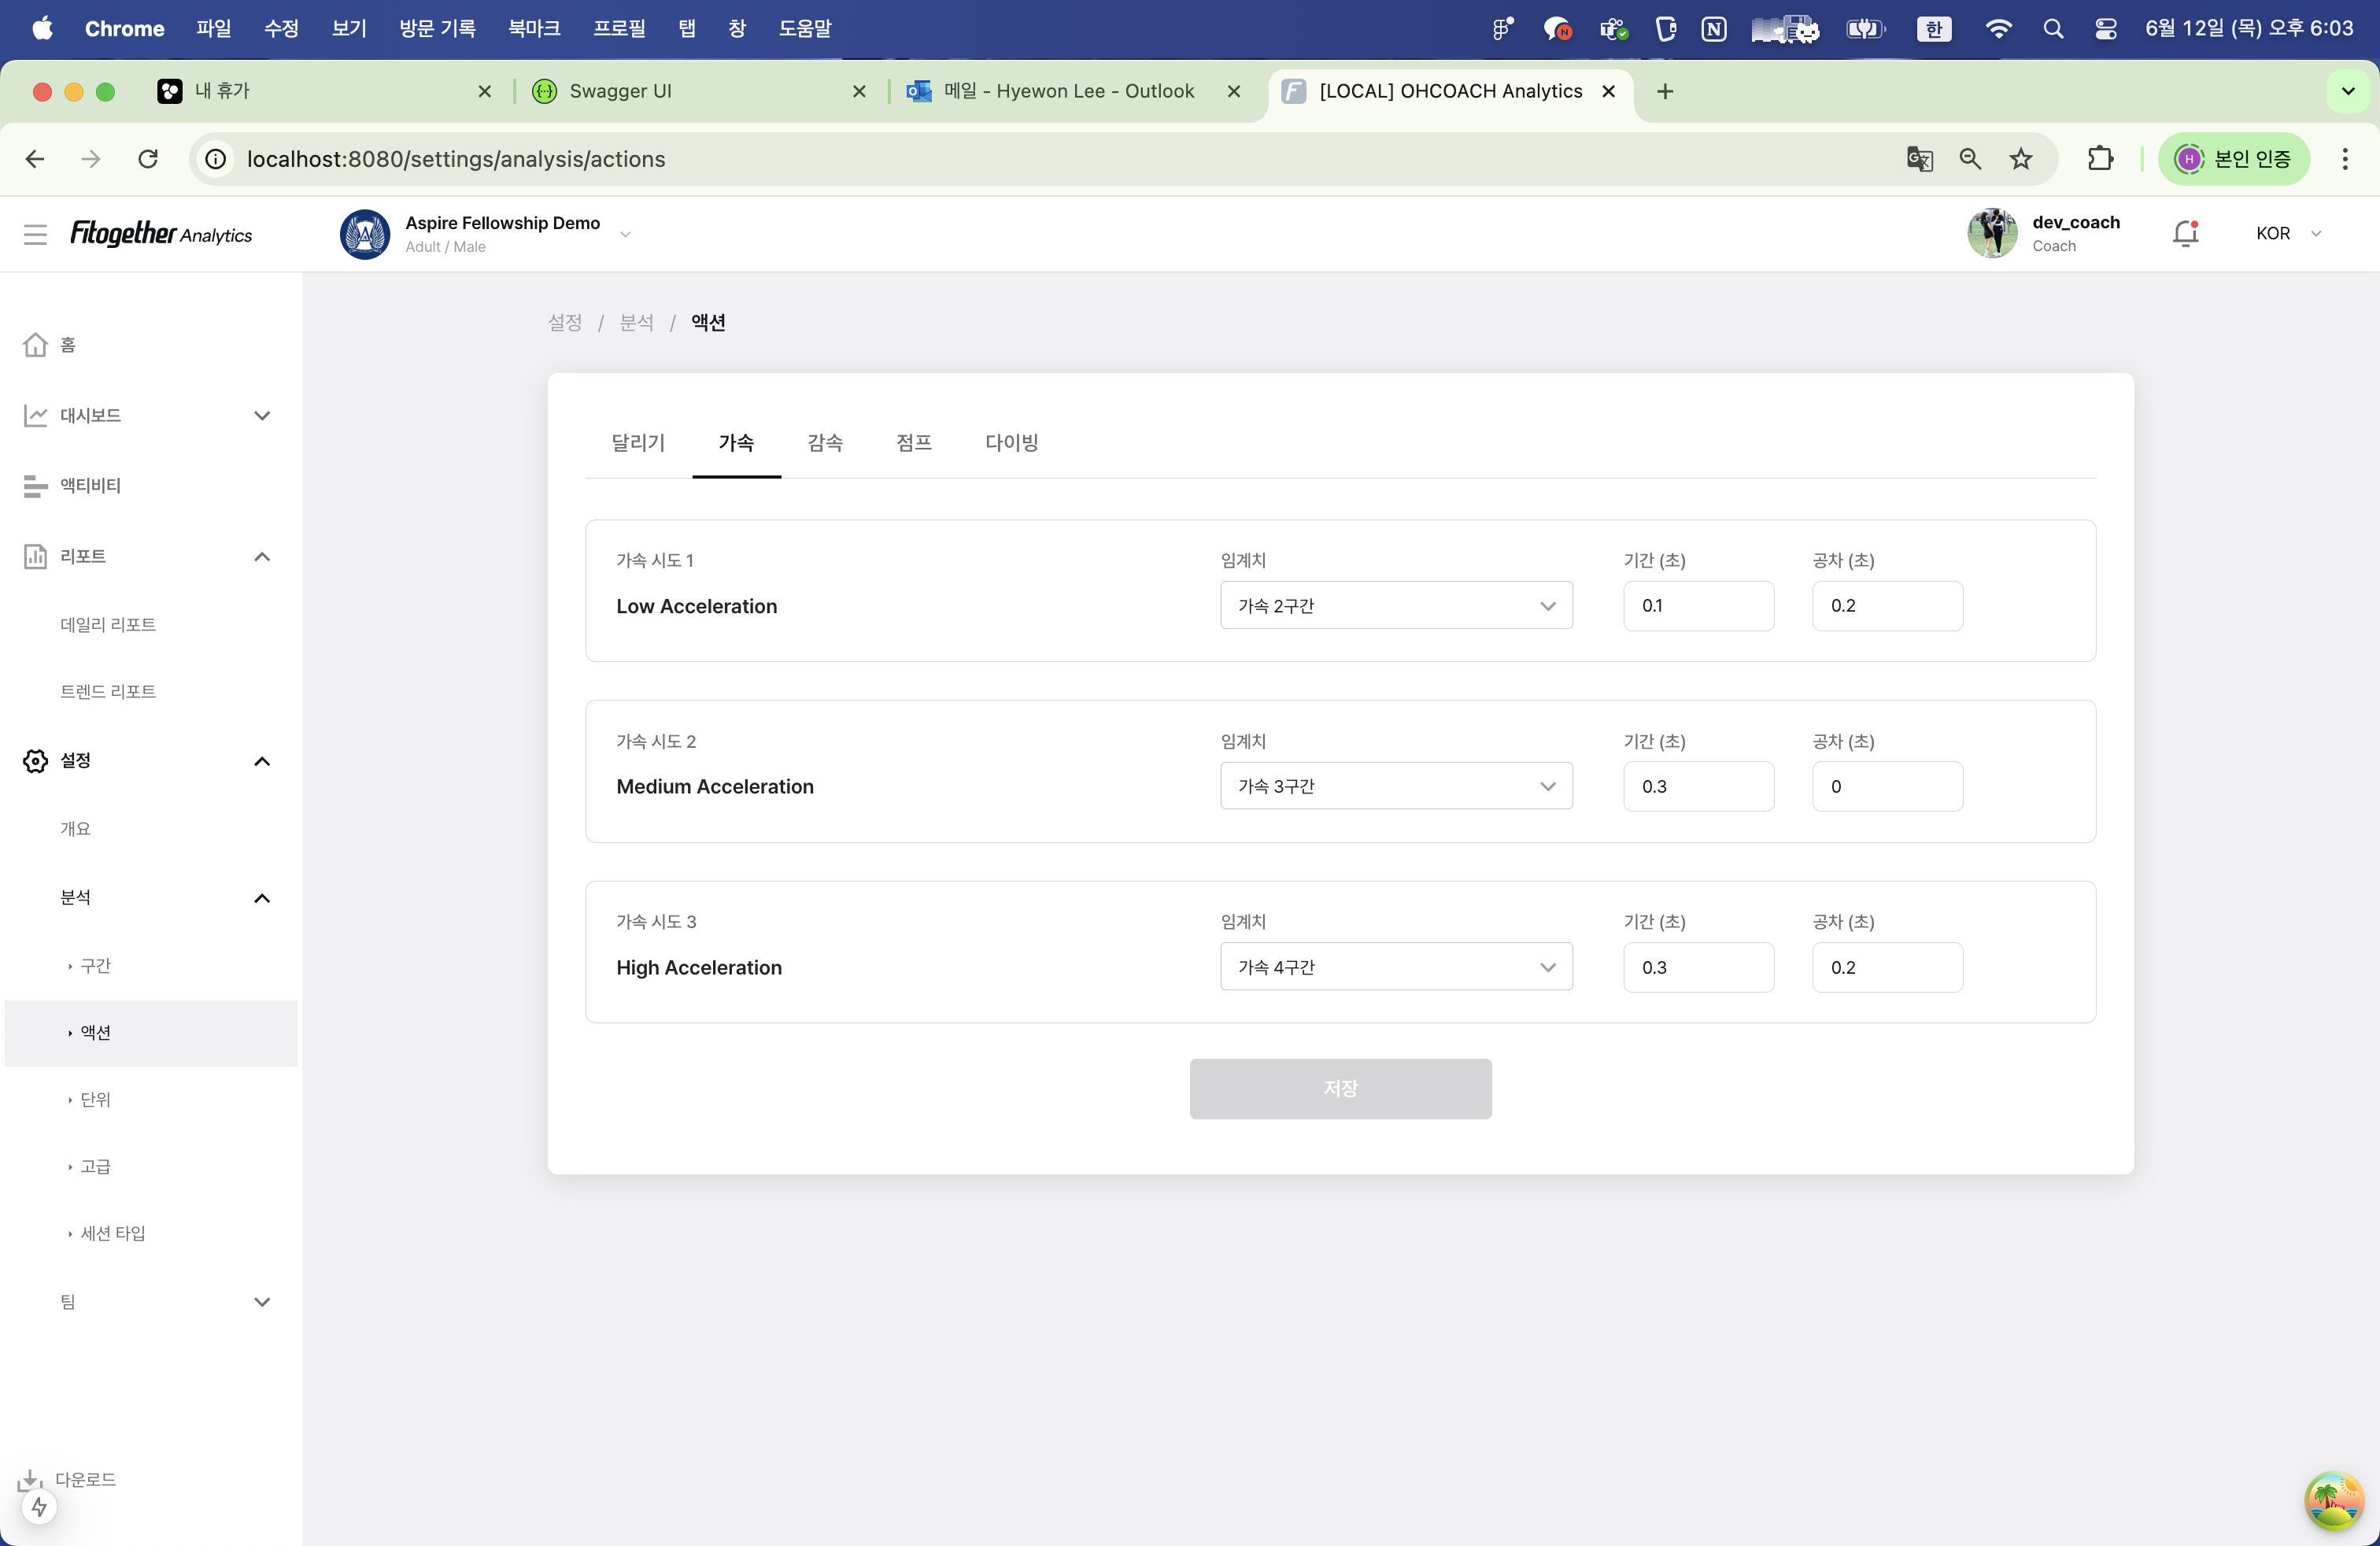 Chrome 파일 수정 보기 방문 기록 북마크 프로필 탭 창 도움말 한 6월 12일 (목) 오후 6:03
내 휴가 Swagger UI 메일 - Hyewon Lee - Outlook [LOCAL] OHCOACH Analytics
localhost:8080/settings/analysis/actions H 본인 인증
Fitogether Analytics
Aspire Fellowship Demo
Adult / Male
dev_coach
Coach
KOR
홈
대시보드
액티비티
리포트
데일리 리포트
트렌드 리포트
설정
개요
분석
구간
액션
단위
고급
세션 타입
팀
다운로드
설정 / 분석 / 액션
달리기 가속 감속 점프 다이빙
가속 시도 1 임계치 기간 (초) 공차 (초)
Low Acceleration 가속 2구간 0.1 0.2
가속 시도 2 임계치 기간 (초) 공차 (초)
Medium Acceleration 가속 3구간 0.3 0
가속 시도 3 임계치 기간 (초) 공차 (초)
High Acceleration 가속 4구간 0.3 0.2
저장